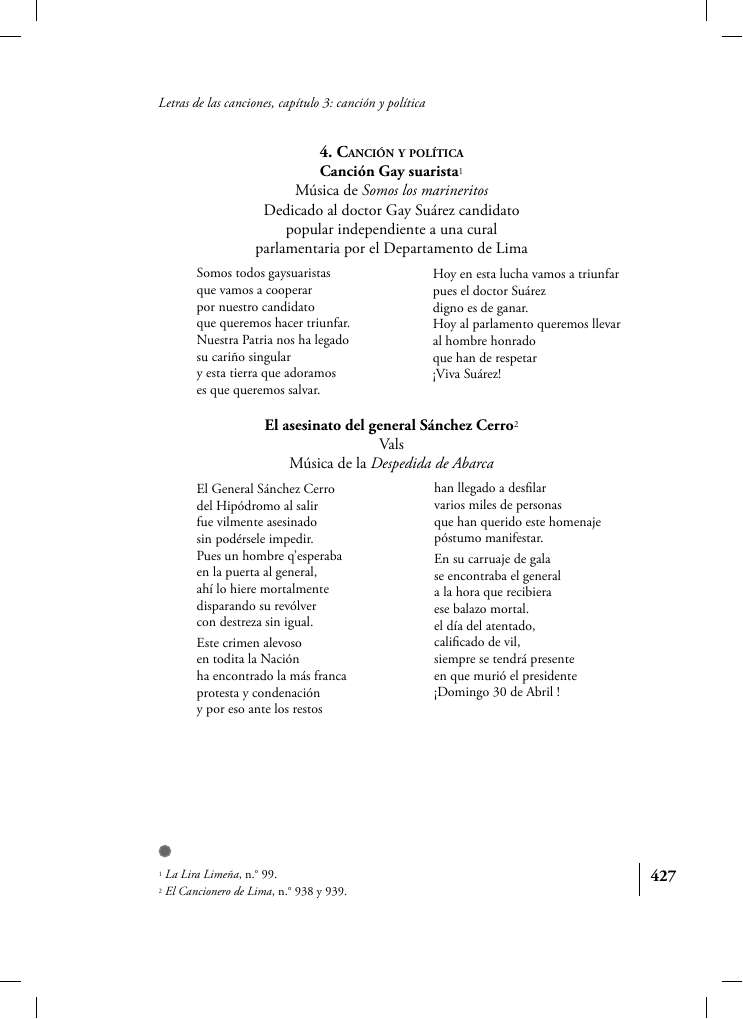 Letras de las canciones, capítulo 3: canción y política
4. Canción y política
Canción Gay suarista1
Música de Somos los marineritos
Dedicado al doctor Gay Suárez candidato
popular independiente a una cural
parlamentaria por el Departamento de Lima
Somos todos gaysuaristas
que vamos a cooperar
por nuestro candidato
que queremos hacer triunfar.
Nuestra Patria nos ha legado
su cariño singular
y esta tierra que adoramos
es que queremos salvar.
Hoy en esta lucha vamos a triunfar
pues el doctor Suárez
digno es de ganar.
Hoy al parlamento queremos llevar
al hombre honrado
que han de respetar
¡Viva Suárez!
El asesinato del general Sánchez Cerro2
Vals
Música de la Despedida de Abarca
El General Sánchez Cerro
del Hipódromo al salir
fue vilmente asesinado
sin podérsele impedir.
Pues un hombre q'esperaba
en la puerta al general,
ahí lo hiere mortalmente
disparando su revólver
con destreza sin igual.
Este crimen alevoso
en todita la Nación
ha encontrado la más franca
protesta y condenación
y por eso ante los restos
han llegado a desfilar
varios miles de personas
que han querido este homenaje
póstumo manifestar.
En su carruaje de gala
se encontraba el general
a la hora que recibiera
ese balazo mortal.
el día del atentado,
calificado de vil,
siempre se tendrá presente
en que murió el presidente
¡Domingo 30 de Abril !
1 La Lira Limeña, n.° 99.
2 El Cancionero de Lima, n.° 938 y 939.
427